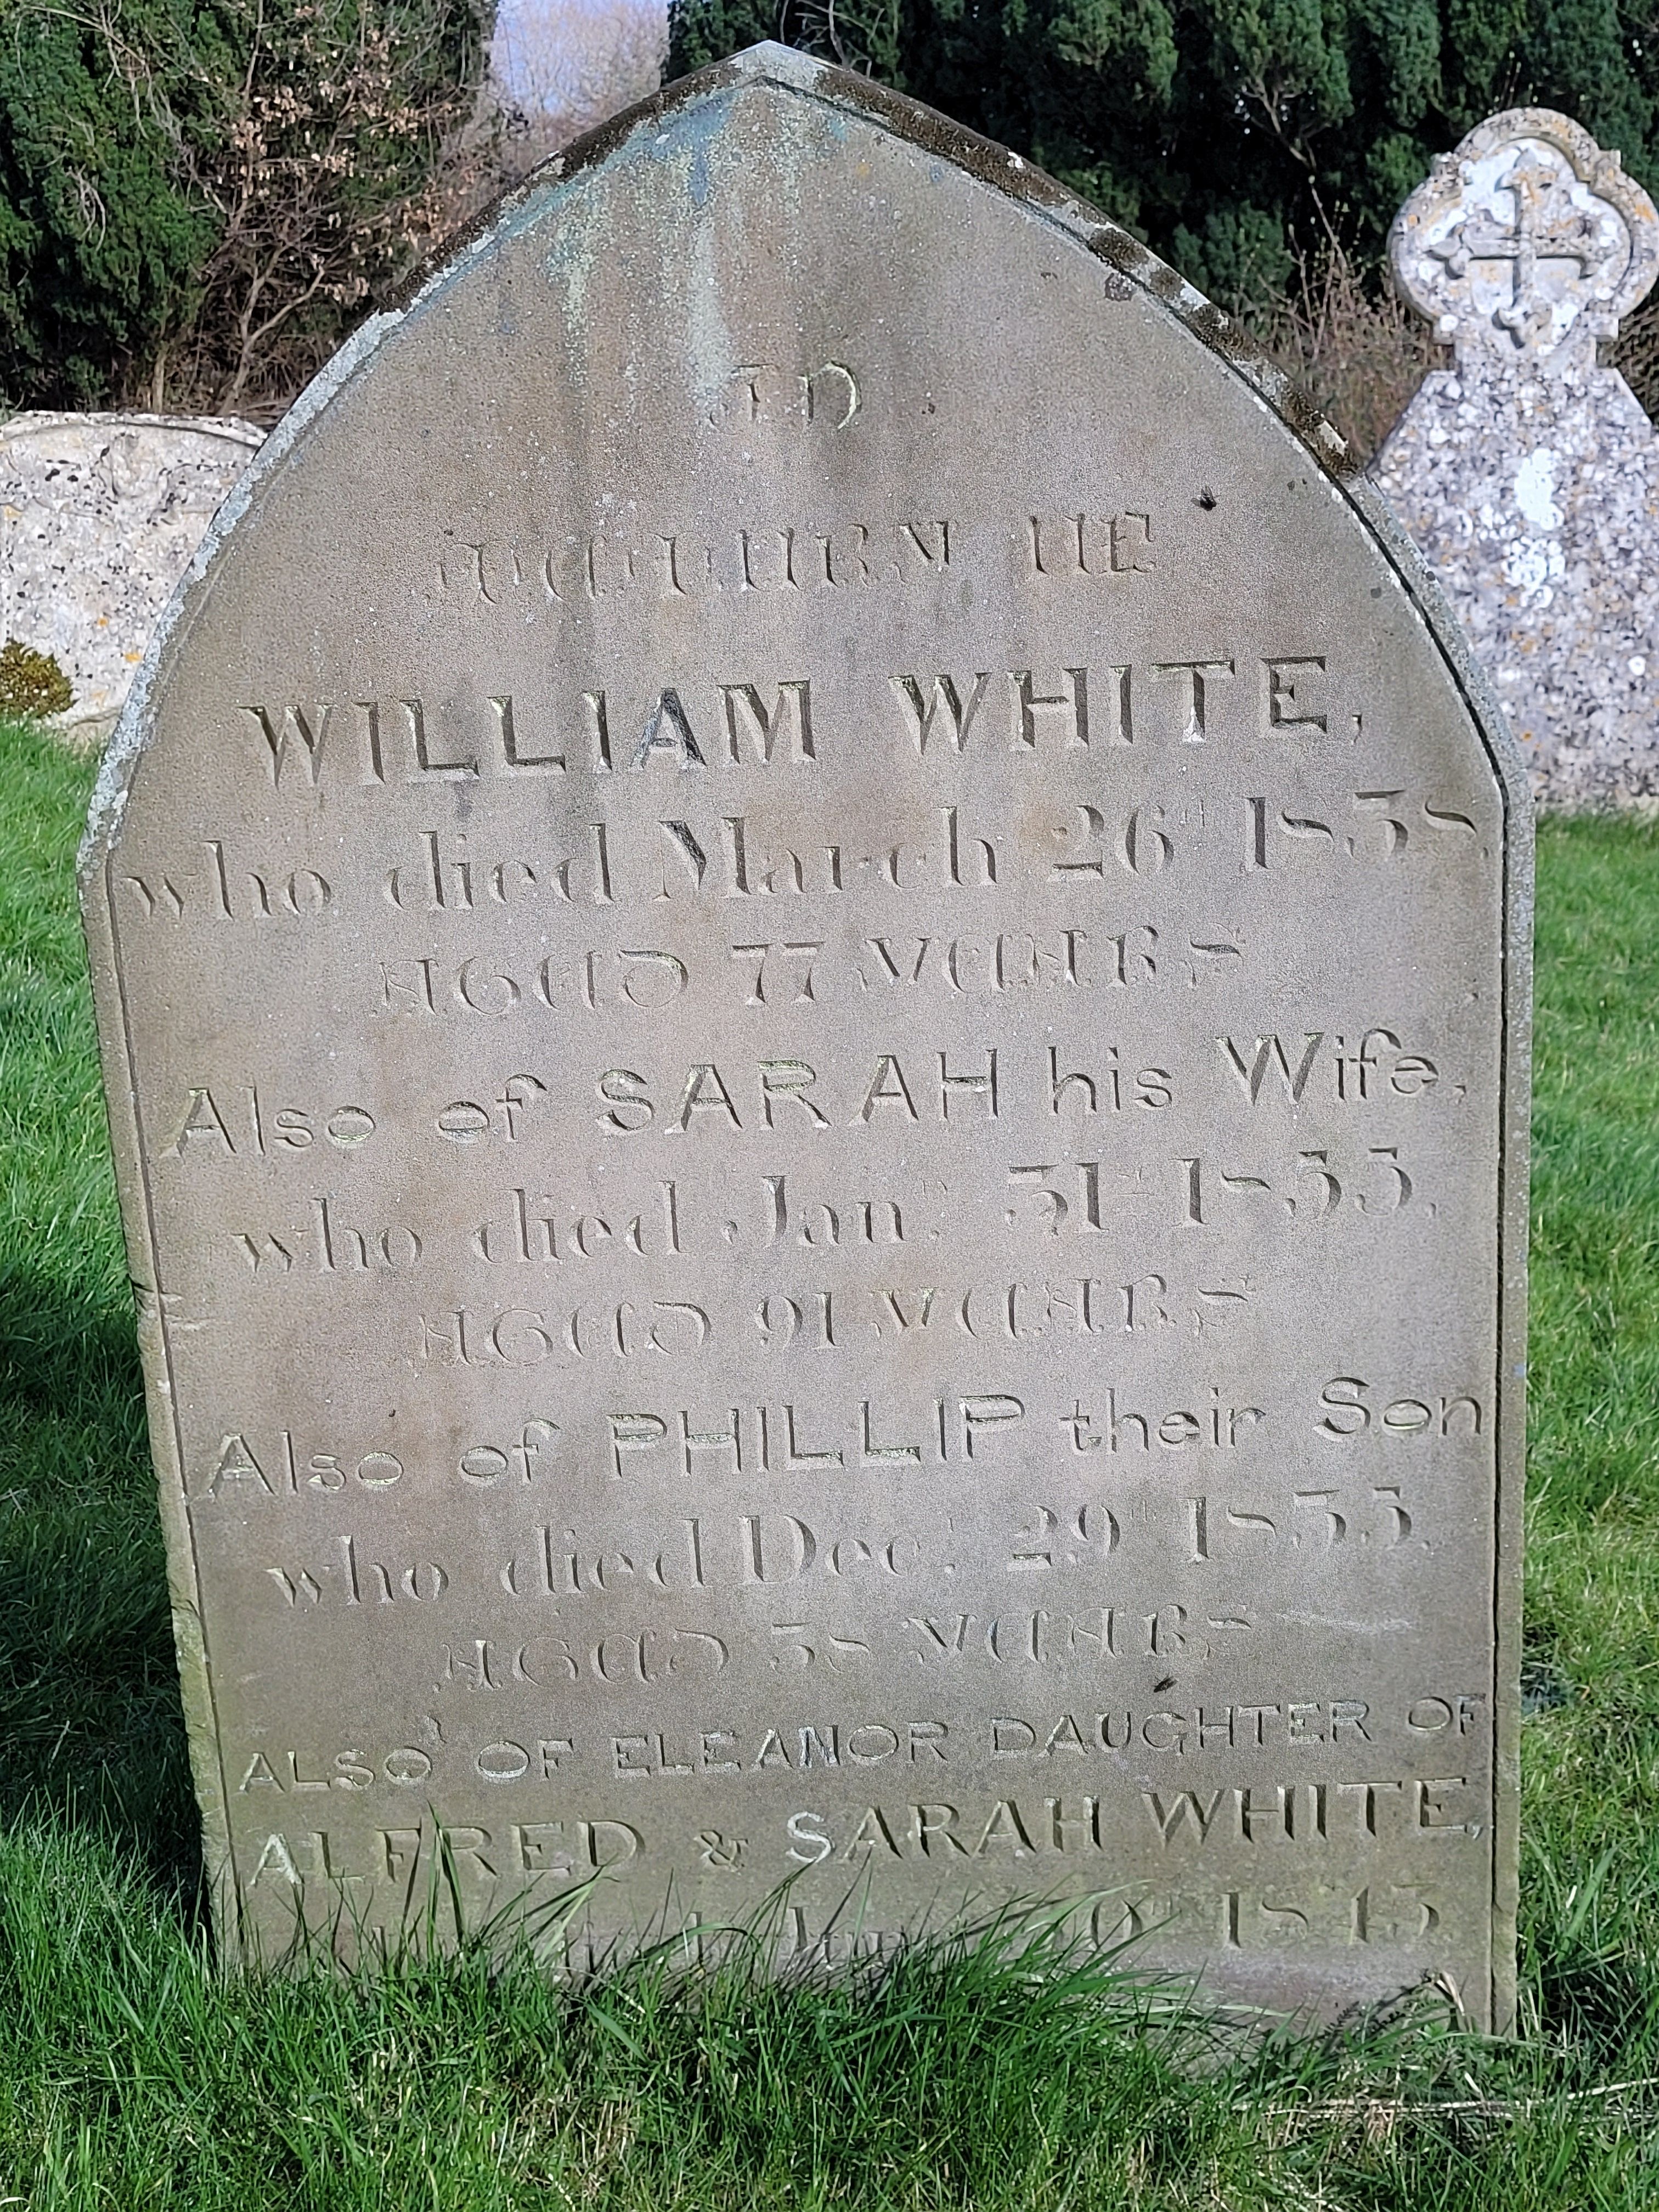 In
MEMORY OF
WILLIAM WHITE,
who died March 26th 1838.
AGED 77 YEARS
Also of SARAH his Wife,
who died Jany. 31st 1855.
AGED 91 YEARS
Also of PHILLIP their Son
who died Dec. 29th 1855.
AGED 58 YEARS
ALSO OF ELEANOR DAUGHTER OF
ALFRED & SARAH WHITE,
died